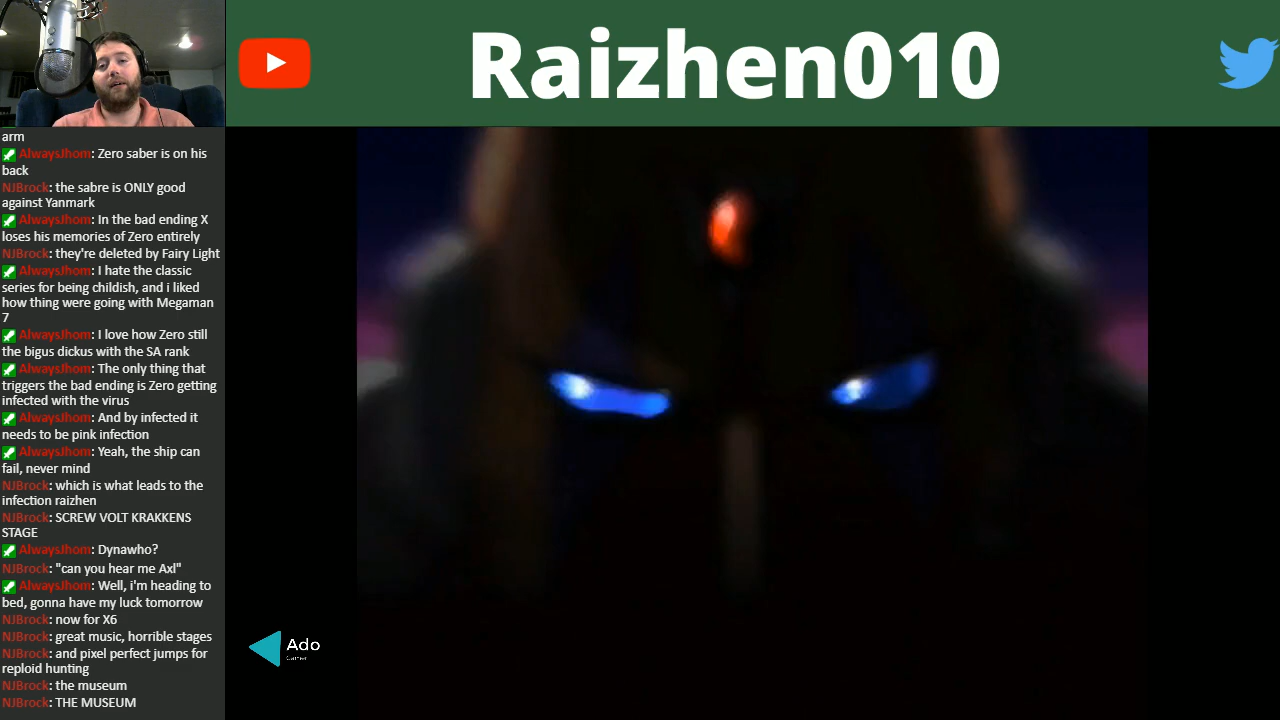 Raizhen010
arm
AlwaysJhom: Zero saber is on his
back
NJBrock: the sabre is ONLY good
against Yanmark
AlwaysJhom: In the bad ending X
loses his memories of Zero entirely
NJBrock: they're deleted by Fairy Light
AlwaysJhom: I hate the classic
series for being childish, and i liked
how thing were going with Megaman
7
AlwaysJhom: I love how Zero still
the bigus dickus with the SA rank
AlwaysJhom: The only thing that
triggers the bad ending is Zero getting
infected with the virus
AlwaysJhom: And by infected it
needs to be pink infection
AlwaysJhom: Yeah, the ship can
fail, never mind
NJBrock: which is what leads to the
infection raizhen
NJBrock: SCREW VOLT KRAKKENS
STAGE
AlwaysJhom: Dynawho?
NJBrock: "can you hear me Axl"
AlwaysJhom: Well, i'm heading to
bed, gonna have my luck tomorrow
NJBrock: now for X6
NJBrock: great music, horrible stages
NJBrock: and pixel perfect jumps for
reploid hunting
NJBrock: the museum
NJBrock: THE MUSEUM
Ado